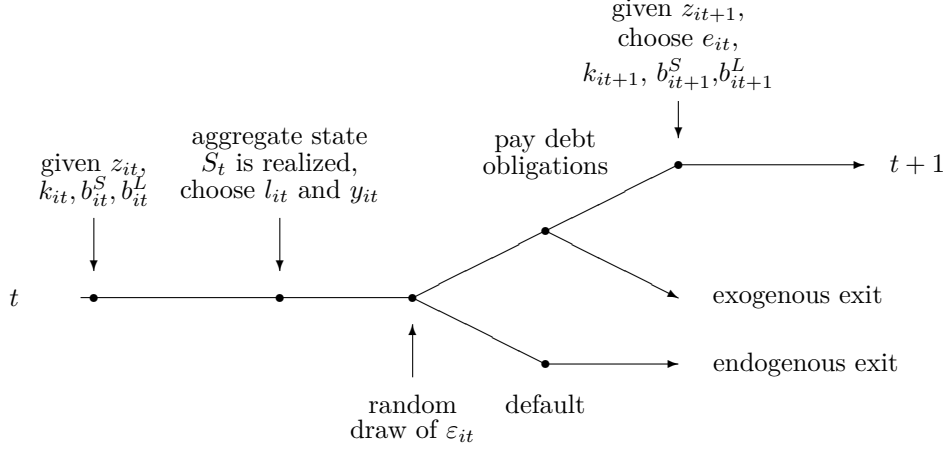 given z_{it+1},
choose e_{it},
k_{it+1}, b^S_{it+1},b^L_{it+1}
aggregate state
S_t is realized,
choose l_{it} and y_{it}
pay debt
obligations
given z_{it},
k_{it}, b^S_{it}, b^L_{it}
t + 1
t
exogenous exit
endogenous exit
random
draw of ε_{it}
default